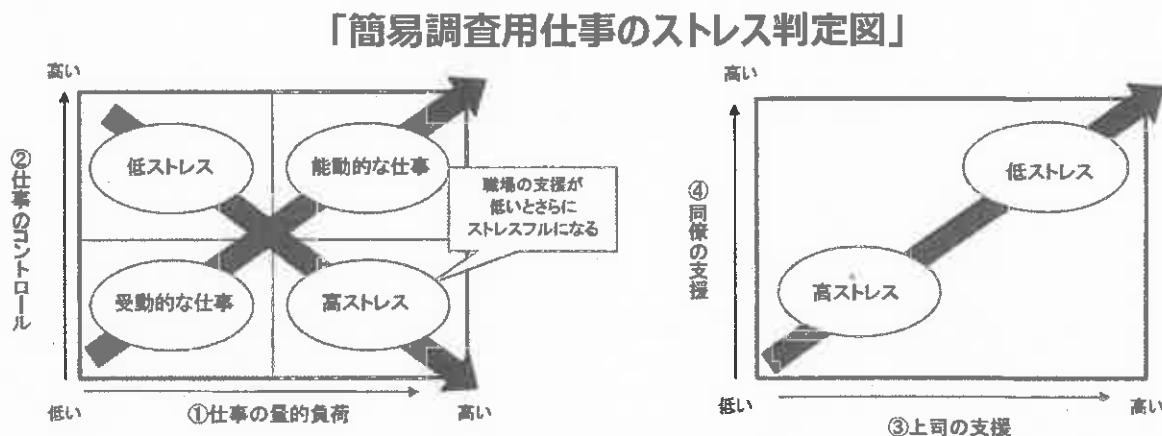 「簡易調査用仕事のストレス判定図」
高い
②仕事のコントロール
低ストレス
能動的な仕事
職場の支援が
低いとさらに
ストレスフルになる
受動的な仕事
高ストレス
低い
①仕事の量的負荷
高い
高い
④同僚の支援
低ストレス
高ストレス
低い
③上司の支援
高い